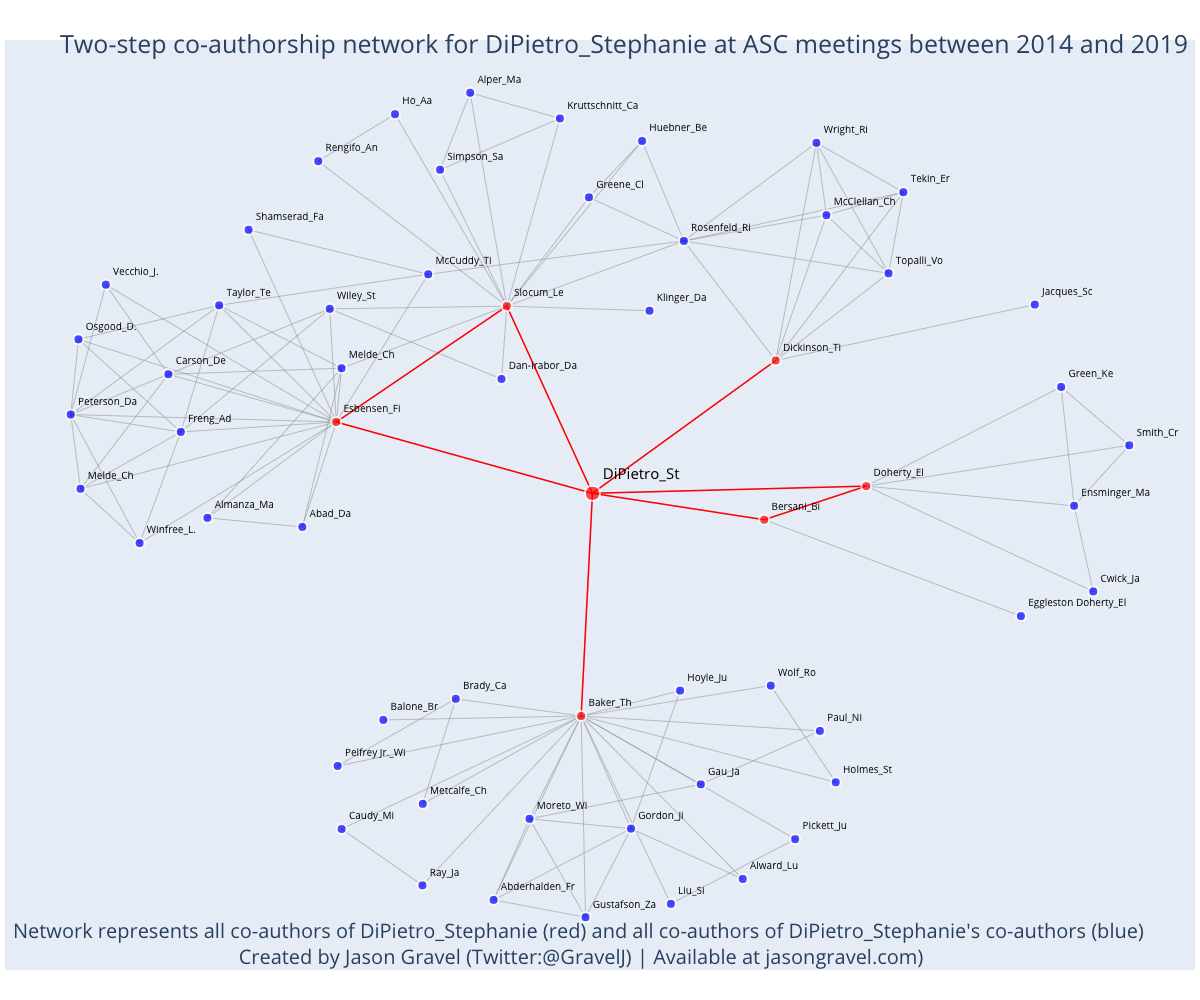 Two-step co-authorship network for DiPietro_Stephanie at ASC meetings between 2014 and 2019
Alper_Ma
Ho_Aa
Kruttschnitt_Ca
Huebner_Be
Wright_Ri
Rengifo_An
Simpson_Sa
Tekin_Er
Greene_Cl
McClellan_Ch
Shamserad_Fa
Rosenfeld_Ri
McCuddy_Ti
Topalli_Vo
Vecchio_J.
Taylor_Te
Wiley_St
Slocum_Le
Klinger_Da
Jacques_Sc
Osgood_D.
Carson_De
Melde_Ch
Dan-Irabor_Da
Dickinson_Ti
Green_Ke
Peterson_Da
Freng_Ad
Esbensen_Fi
Smith_Cr
Melde_Ch
DiPietro_St
Doherty_El
Almanza_Ma
Abad_Da
Bersani_Bi
Ensminger_Ma
Winfree_L.
Cwick_Ja
Eggleston Doherty_El
Brady_Ca
Hoyle_Ju
Wolf_Ro
Balone_Br
Baker_Th
Paul_Ni
Pelfrey Jr._Wi
Gau_Ja
Holmes_St
Metcalfe_Ch
Caudy_Mi
Moreto_Wi
Gordon_Ji
Pickett_Ju
Ray_Ja
Abderhalden_Fr
Alward_Lu
Liu_Si
Gustafson_Za
Network represents all co-authors of DiPietro_Stephanie (red) and all co-authors of DiPietro_Stephanie's co-authors (blue)
Created by Jason Gravel (Twitter:@GravelJ) | Available at jasongravel.com)